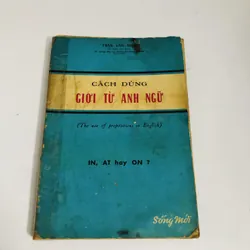 CÁCH DÙNG
GIỚI TỪ ANH NGỮ
(The use of prepositions in English)
IN, AT hay ON ?
Sống Mới